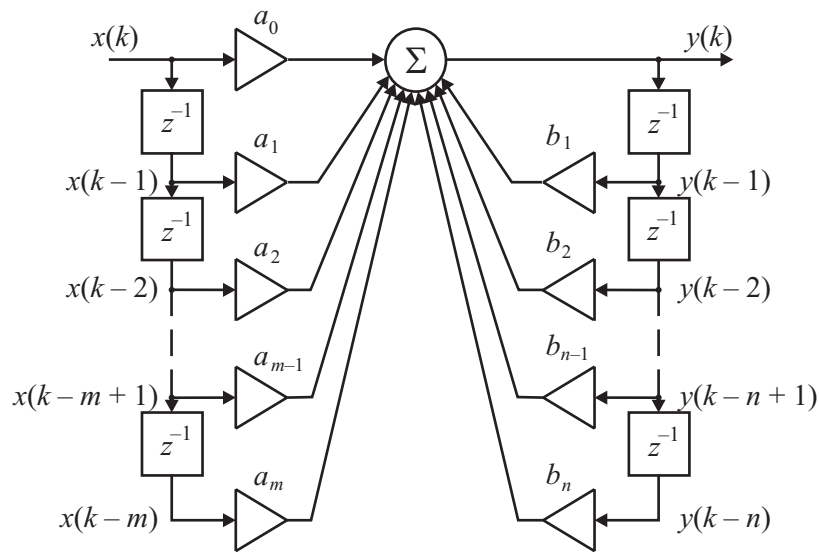 a₀
x(k) Σ y(k)
z⁻¹ z⁻¹
a₁ b₁
x(k – 1) y(k – 1)
z⁻¹ z⁻¹
a₂ b₂
x(k – 2) y(k – 2)
aₘ₋₁ bₙ₋₁
x(k – m + 1) y(k – n + 1)
z⁻¹ z⁻¹
aₘ bₙ
x(k – m) y(k – n)